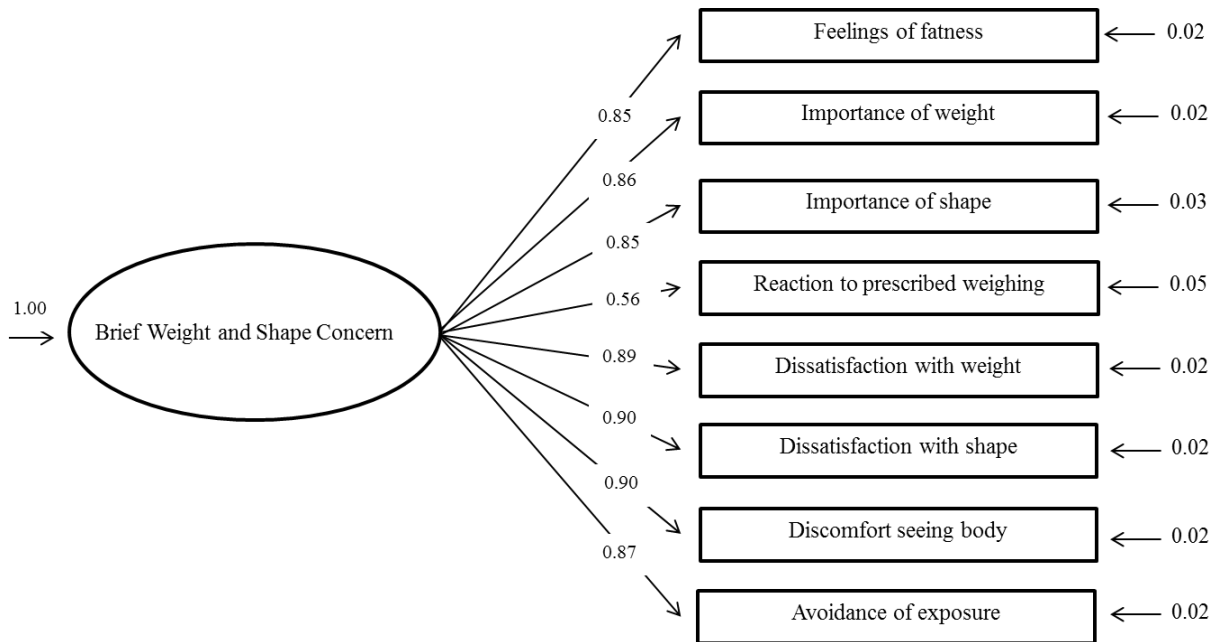 Feelings of fatness
0.02
0.85
Importance of weight
0.02
0.86
Importance of shape
0.03
0.85
Reaction to prescribed weighing
0.05
0.56
1.00
Brief Weight and Shape Concern
0.89
Dissatisfaction with weight
0.02
0.90
Dissatisfaction with shape
0.02
0.90
Discomfort seeing body
0.02
0.87
Avoidance of exposure
0.02